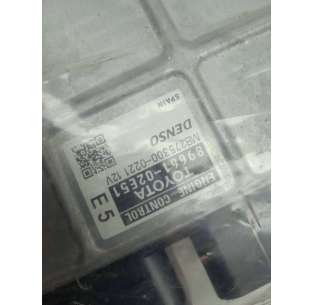 ENGINE CONTROL
TOYOTA E5
89661-02E51
MB275300-0221 12V
DENSO
SPAIN